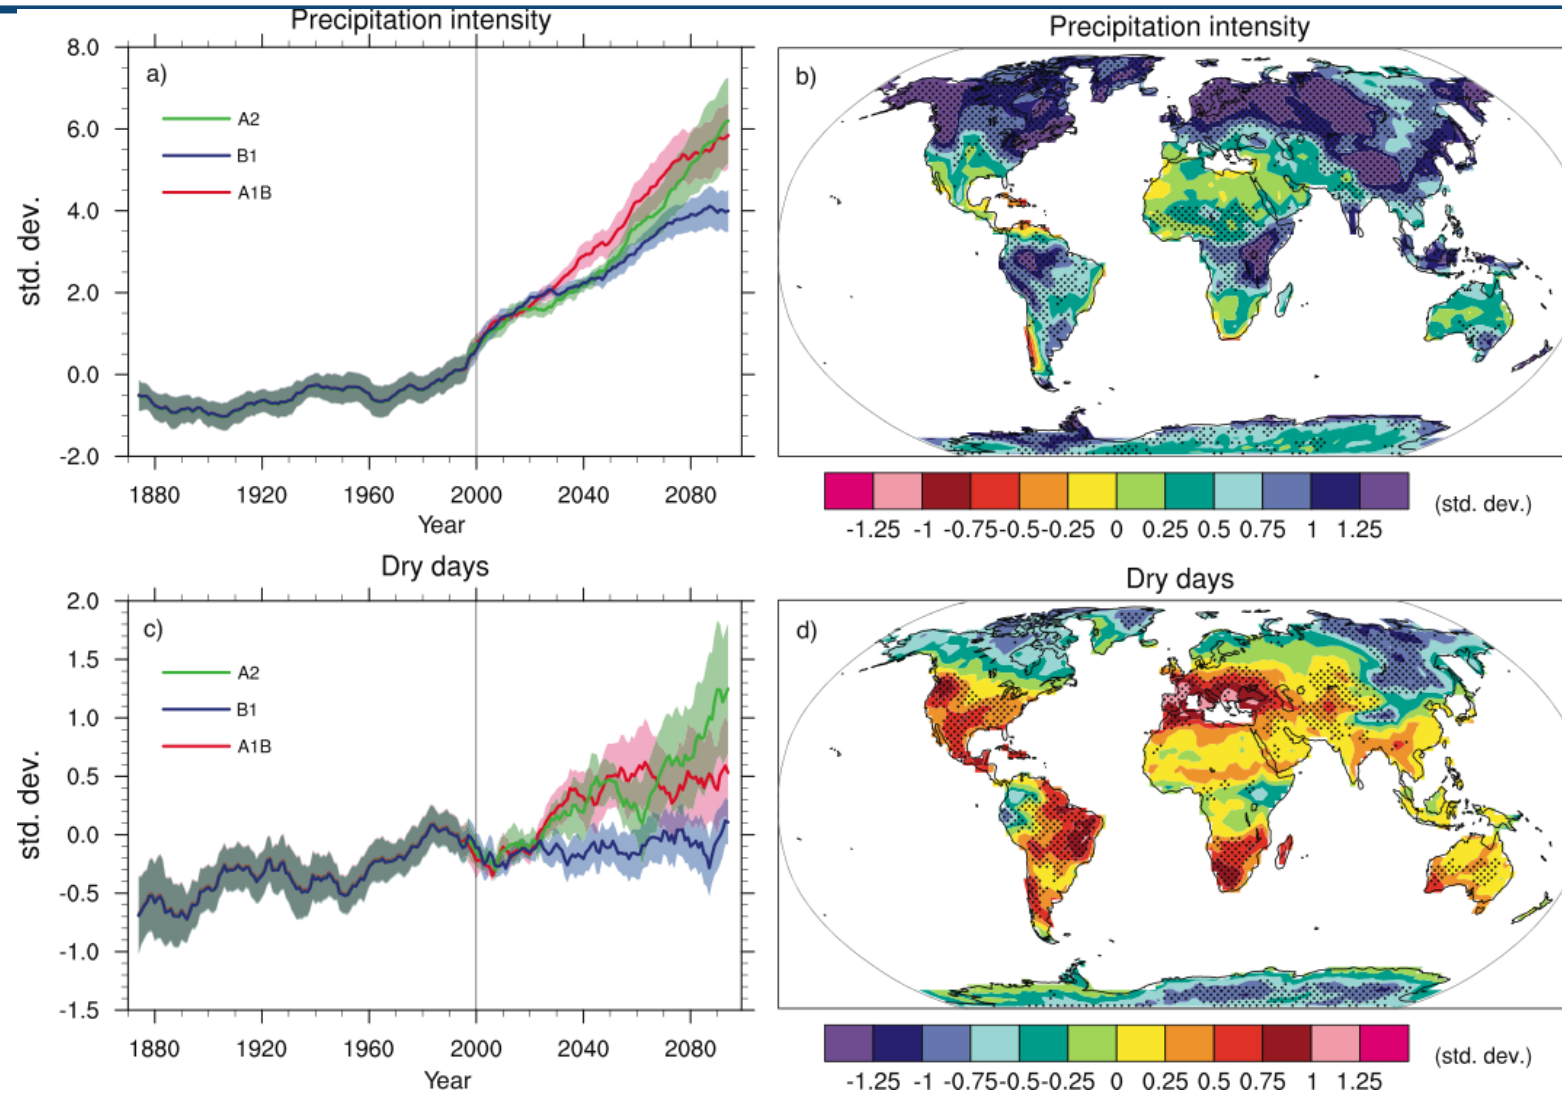 Precipitation intensity
8.0
6.0
4.0
2.0
0.0
-2.0
std. dev.
a)
A2
B1
A1B
1880 1920 1960 2000 2040 2080
Year
Precipitation intensity
b)
-1.25 -1 -0.75 -0.5 -0.25 0 0.25 0.5 0.75 1 1.25
(std. dev.)
Dry days
2.0
1.5
1.0
0.5
0.0
-0.5
-1.0
-1.5
std. dev.
c)
A2
B1
A1B
1880 1920 1960 2000 2040 2080
Year
Dry days
d)
-1.25 -1 -0.75 -0.5 -0.25 0 0.25 0.5 0.75 1 1.25
(std. dev.)